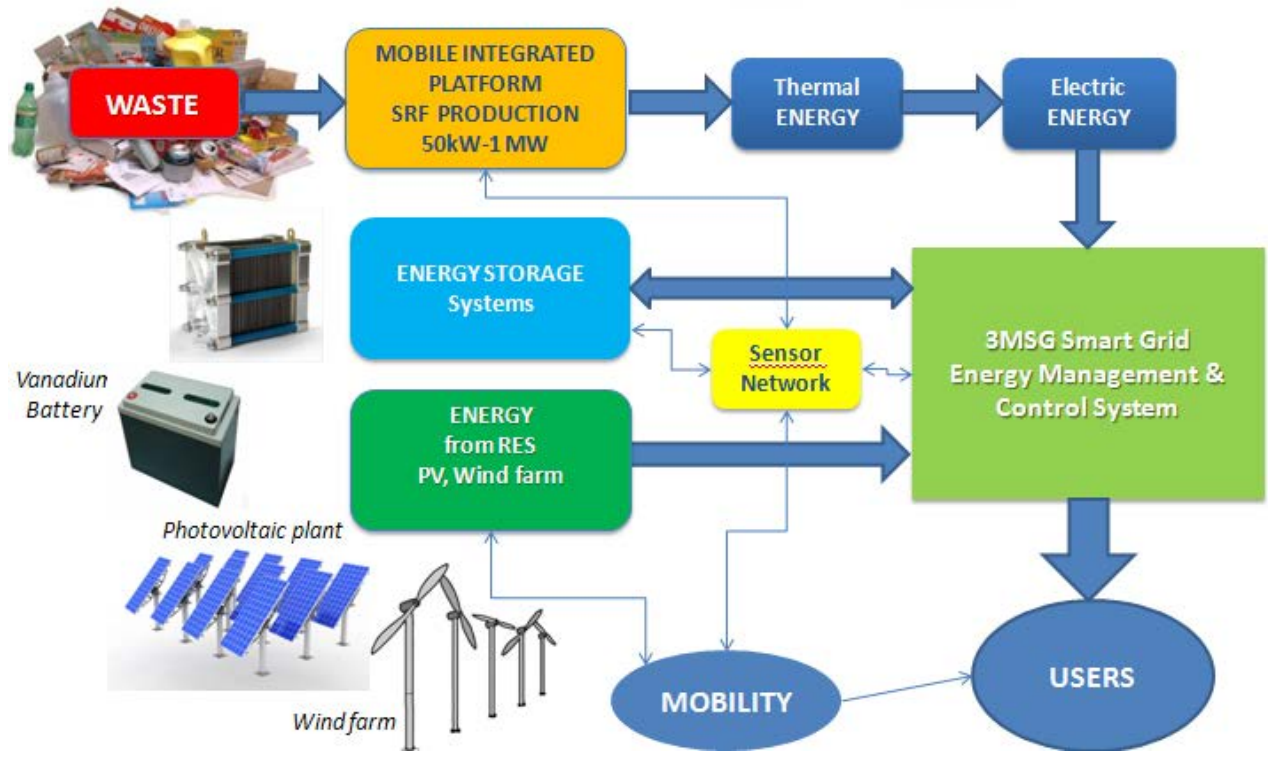 WASTE
MOBILE INTEGRATED
PLATFORM
SRF PRODUCTION
50kW-1 MW
Thermal
ENERGY
Electric
ENERGY
ENERGY STORAGE
Systems
Sensor
Network
3MSG Smart Grid
Energy Management &
Control System
Vanadiun
Battery
ENERGY
from RES
PV, Wind farm
Photovoltaic plant
Wind farm
MOBILITY
USERS